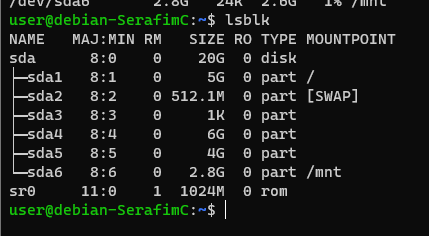 /dev/sda6 2.8G 24K 2.6G 1% /mnt
user@debian-SerafimC:~$ lsblk
NAME MAJ:MIN RM SIZE RO TYPE MOUNTPOINT
sda 8:0 0 20G 0 disk
├─sda1 8:1 0 5G 0 part /
├─sda2 8:2 0 512.1M 0 part [SWAP]
├─sda3 8:3 0 1K 0 part
├─sda4 8:4 0 6G 0 part
├─sda5 8:5 0 4G 0 part
└─sda6 8:6 0 2.8G 0 part /mnt
sr0 11:0 1 1024M 0 rom
user@debian-SerafimC:~$